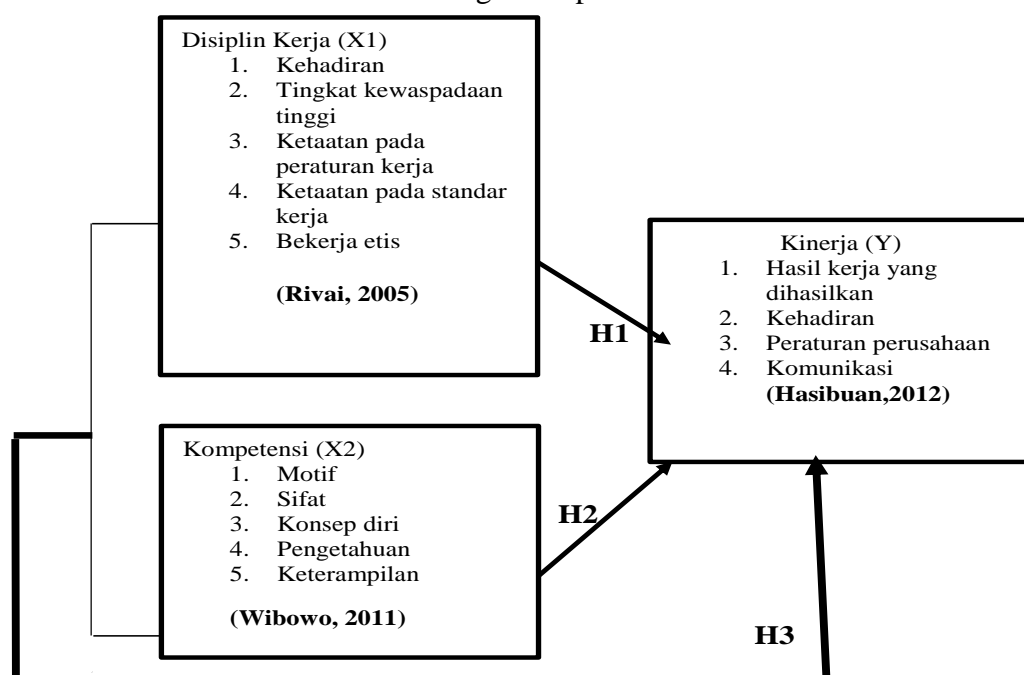 Disiplin Kerja (X1)
1. Kehadiran
2. Tingkat kewaspadaan
tinggi
3. Ketaatan pada
peraturan kerja
4. Ketaatan pada standar
kerja
5. Bekerja etis
(Rivai, 2005)
H1
Kinerja (Y)
1. Hasil kerja yang
dihasilkan
2. Kehadiran
3. Peraturan perusahaan
4. Komunikasi
(Hasibuan,2012)
Kompetensi (X2)
1. Motif
2. Sifat
3. Konsep diri
4. Pengetahuan
5. Keterampilan
(Wibowo, 2011)
H2
H3